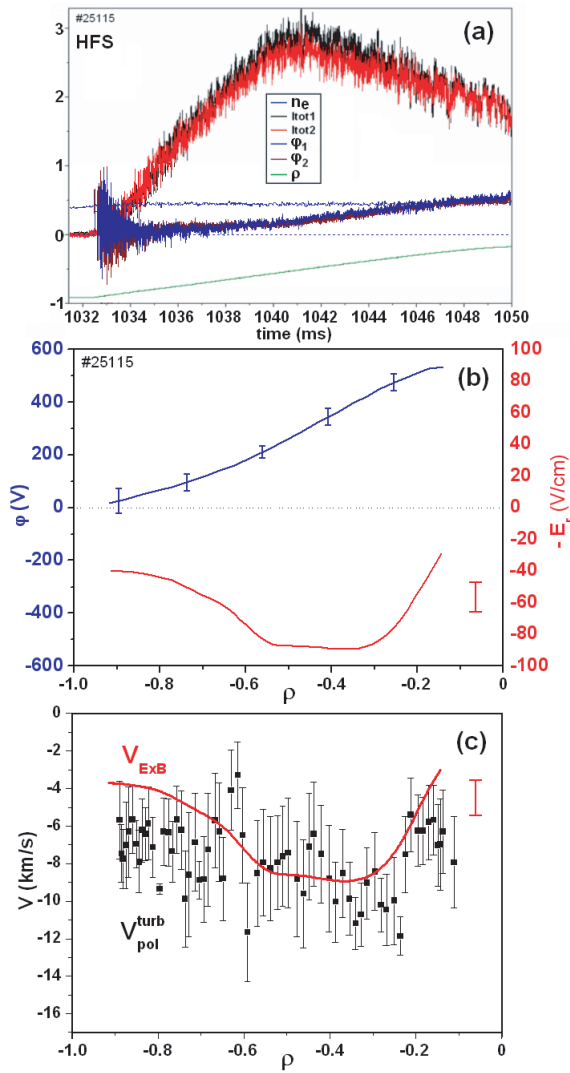 #25115
(a)
HFS
3
2
1
0
-1
nₑ
Itot1
Itot2
φ₁
φ₂
ρ
1032 1034 1036 1038 1040 1042 1044 1046 1048 1050
time (ms)
#25115
(b)
600
400
200
0
-200
-400
-600
φ (V)
100
80
60
40
20
0
-20
-40
-60
-80
-100
- Eᵣ (V/cm)
-1.0 -0.8 -0.6 -0.4 -0.2 0
ρ
(c)
0
-2
-4
-6
-8
-10
-12
-14
-16
V (km/s)
V_ExB
V_pol^turb
-1.0 -0.8 -0.6 -0.4 -0.2 0
ρ